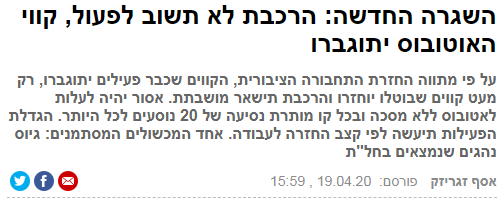 השגרה החדשה: הרכבת לא תשוב לפעול, קווי
האוטובוס יתוגברו
על פי מתווה החזרת התחבורה הציבורית, הקווים שכבר פעילים יתוגברו, רק
מעט קווים שבוטלו יוחזרו והרכבת תישאר מושבתת. אסור יהיה לעלות
לאטובוס ללא מסכה ובכל קו מותרת נסיעה של 20 נוסעים לכל היותר. הגדלת
הפעילות תיעשה לפי קצב החזרה לעבודה. אחד המכשולים המסתמנים: גיוס
נהגים שנמצאים בחל"ת
אסף זגריזק פורסם: 19.04.20 , 15:59